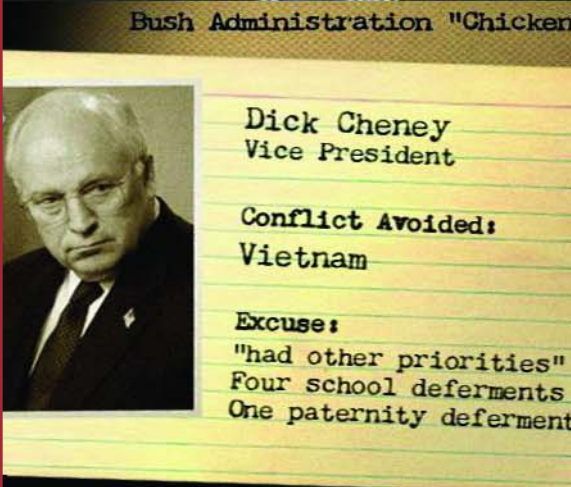 Bush Administration "Chicken
Dick Cheney
Vice President
Conflict Avoided:
Vietnam
Excuse:
"had other priorities"
Four school deferments
One paternity deferment